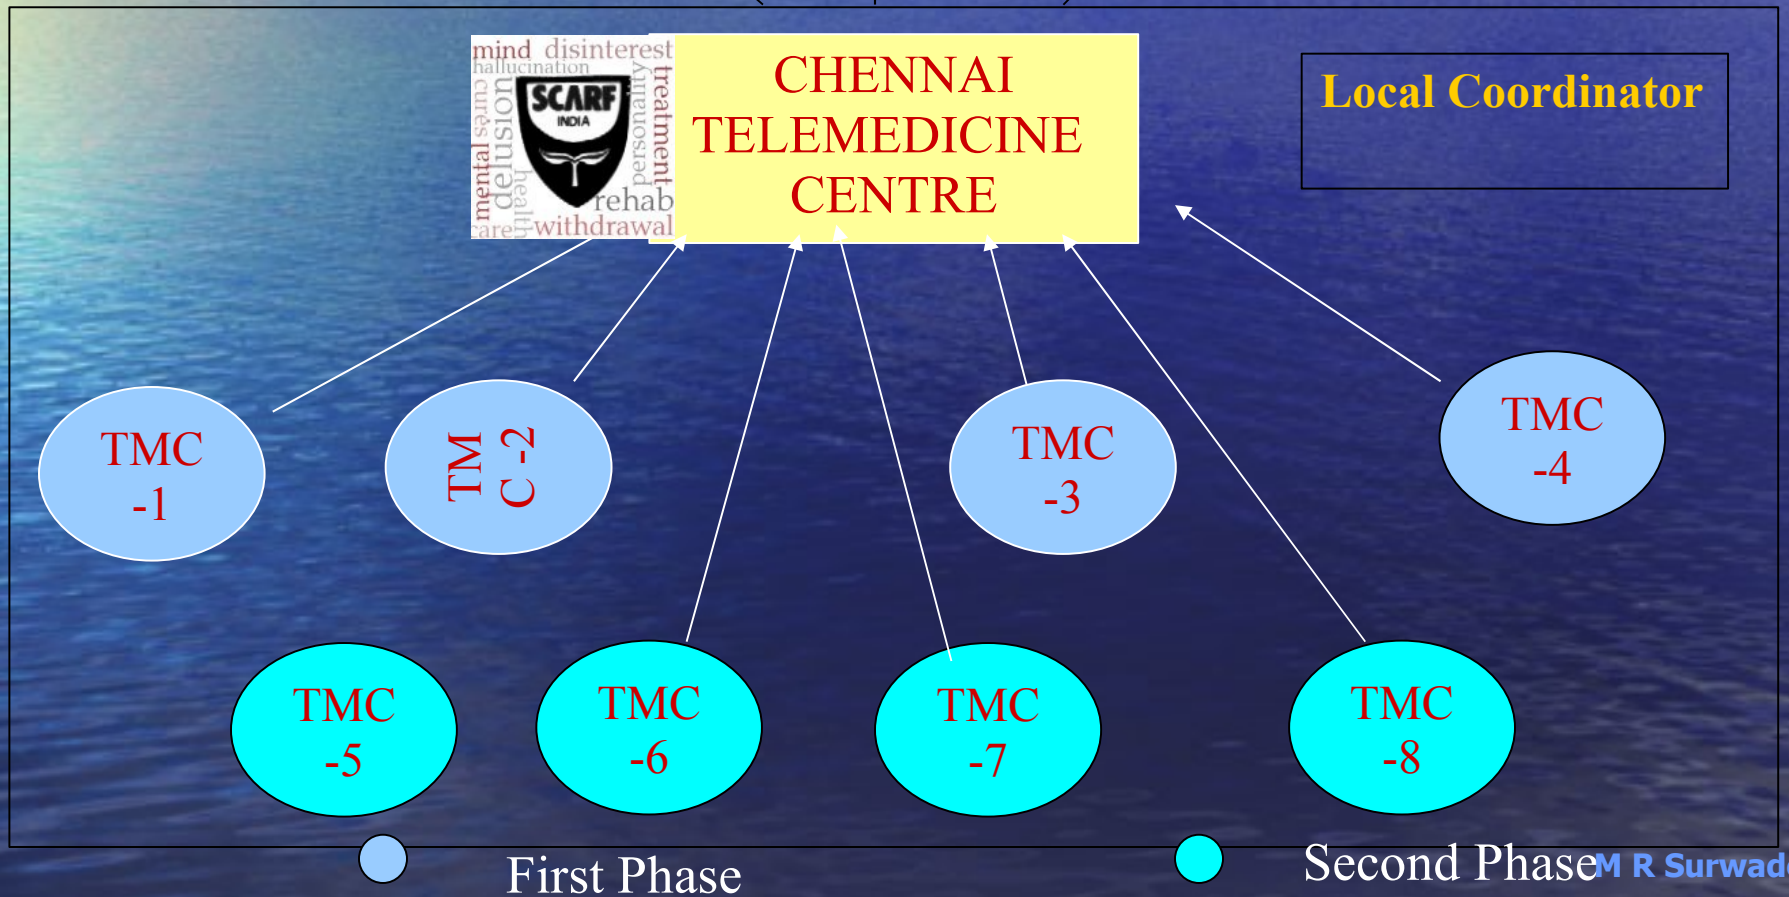 mind disinterest
hallucination
cures
mental
delusion
health
care
SCARF
INDIA
personality
treatment
rehab
withdrawal
CHENNAI
TELEMEDICINE
CENTRE
Local Coordinator
TMC
-1
TM
C -2
TMC
-3
TMC
-4
TMC
-5
TMC
-6
TMC
-7
TMC
-8
First Phase
Second Phase
M R Surwade